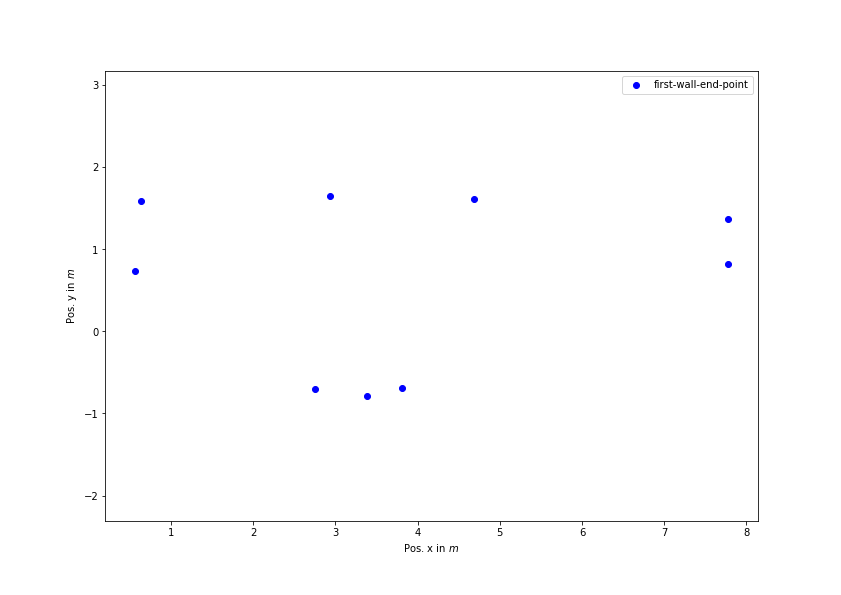 first-wall-end-point
3
2
1
0
−1
−2
Pos. y in m
1 2 3 4 5 6 7 8
Pos. x in m